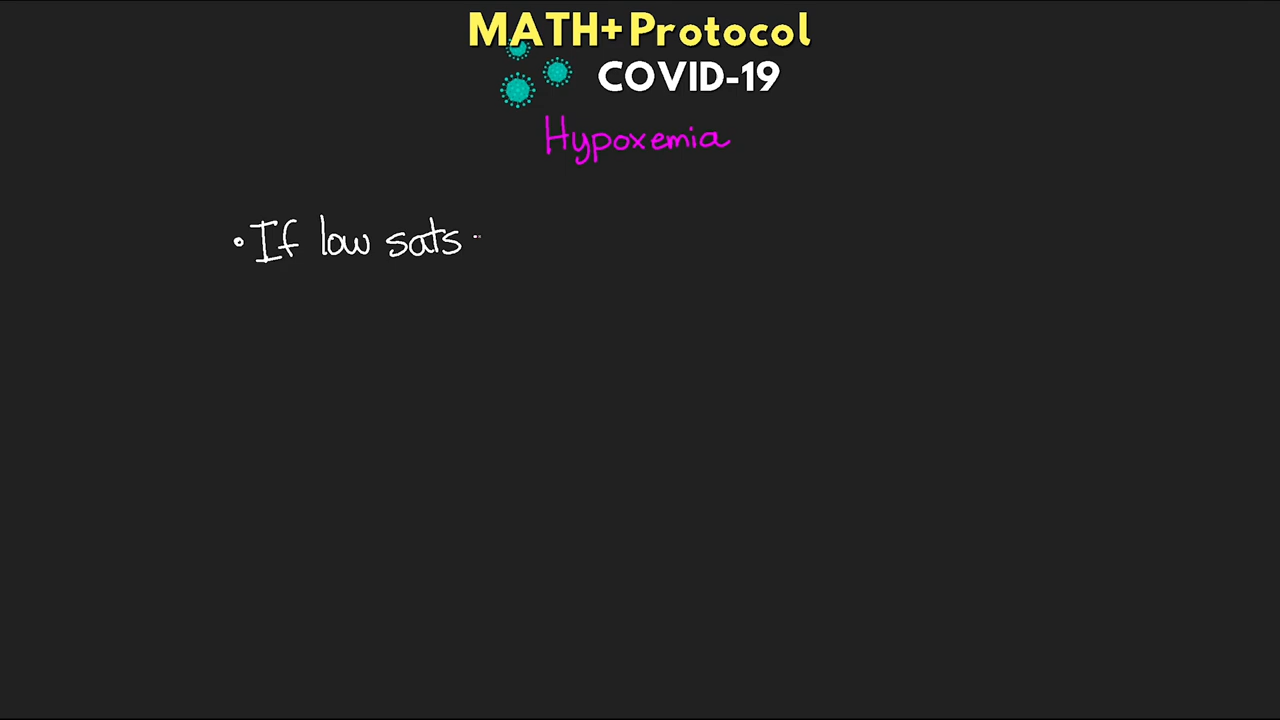 MATH+ Protocol
COVID-19
Hypoxemia
• If low sats